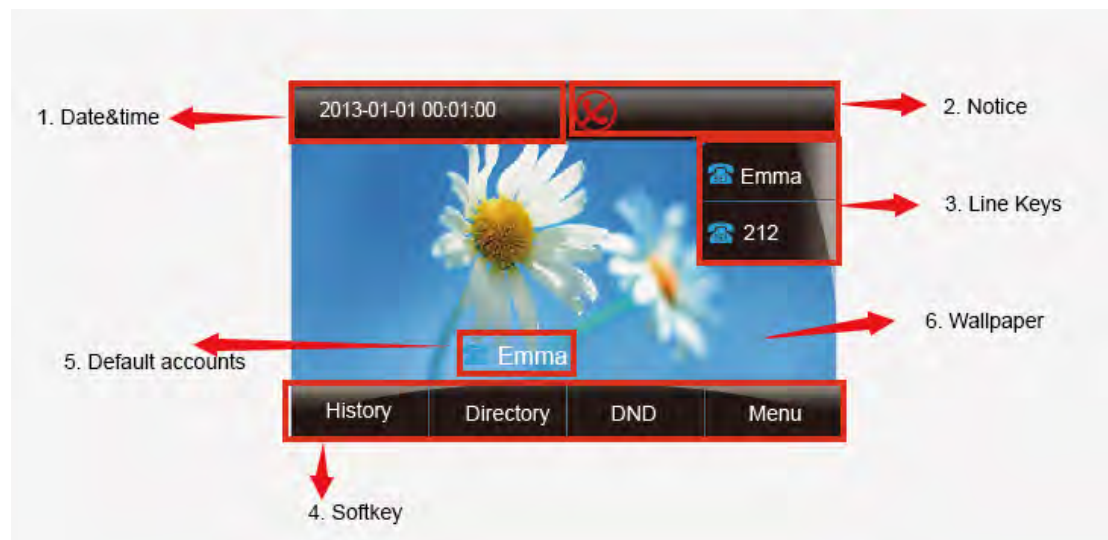 1. Date&time
2013-01-01 00:01:00
2. Notice
Emma
212
3. Line Keys
6. Wallpaper
5. Default accounts
Emma
History Directory DND Menu
4. Softkey